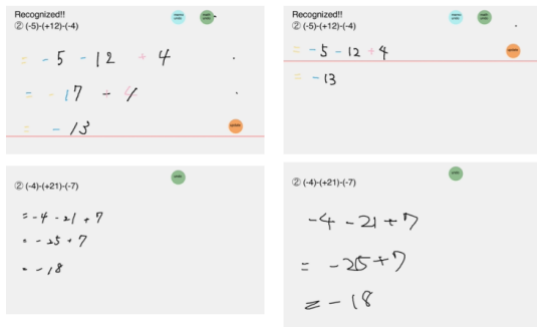 Recognized!!
② (-5)-(+12)-(-4)
= - 5 - 12 + 4
= - 17 + 4
= - 13
Recognized!!
② (-5)-(+12)-(-4)
= - 5 - 12 + 4
= - 13
② (-4)-(+21)-(-7)
= -4 -21 +7
= -25 +7
= -18
② (-4)-(+21)-(-7)
-4 -21 +7
= -25+7
= -18